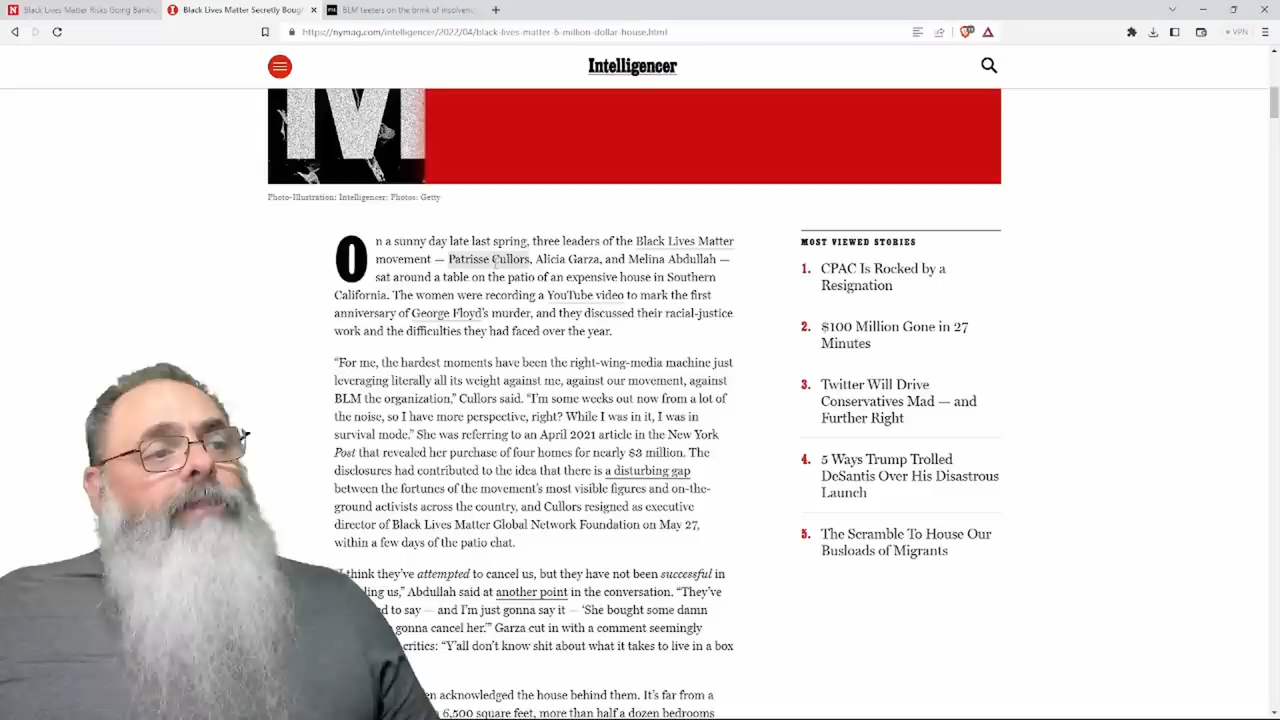 Black Lives Matter Risks Going Bankr
Black Lives Matter Secretly Boug
BLM teeters on the brink of insolvenc
https://nymag.com/intelligencer/2022/04/black-lives-matter-6-million-dollar-house.html
VPN
Intelligencer
M
Photo-Illustration: Intelligencer; Photos: Getty
On a sunny day late last spring, three leaders of the Black Lives Matter
movement — Patrisse Cullors, Alicia Garza, and Melina Abdullah —
sat around a table on the patio of an expensive house in Southern
California. The women were recording a YouTube video to mark the first
anniversary of George Floyd's murder, and they discussed their racial-justice
work and the difficulties they had faced over the year.
“For me, the hardest moments have been the right-wing-media machine just
leveraging literally all its weight against me, against our movement, against
BLM the organization,” Cullors said. “I'm some weeks out now from a lot of
the noise, so I have more perspective, right? While I was in it, I was in
survival mode.” She was referring to an April 2021 article in the New York
Post that revealed her purchase of four homes for nearly $3 million. The
disclosures had contributed to the idea that there is a disturbing gap
between the fortunes of the movement's most visible figures and on-the-
ground activists across the country, and Cullors resigned as executive
director of Black Lives Matter Global Network Foundation on May 27,
within a few days of the patio chat.
I think they've attempted to cancel us, but they have not been successful in
ling us,” Abdullah said at another point in the conversation. “They've
d to say — and I'm just gonna say it — ‘She bought some damn
gonna cancel her.’” Garza cut in with a comment seemingly
critics: “Y'all don't know shit about what it takes to live in a box
en acknowledged the house behind them. It's far from a
6,500 square feet, more than half a dozen bedrooms
MOST VIEWED STORIES
1. CPAC Is Rocked by a
Resignation
2. $100 Million Gone in 27
Minutes
3. Twitter Will Drive
Conservatives Mad — and
Further Right
4. 5 Ways Trump Trolled
DeSantis Over His Disastrous
Launch
5. The Scramble To House Our
Busloads of Migrants